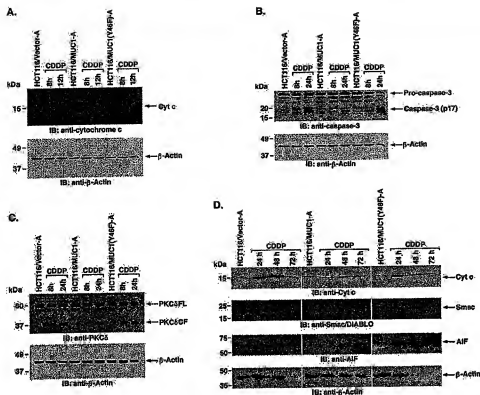 A.
HCT116/Vector-A
CDDP
8h
12h
HCT116/MUC1-A
CDDP
8h
12h
HCT116/MUC1(Y46F)-A
CDDP
8h
12h
kDa
15
Cyt c
IB: anti-cytochrome c
49
37
β-Actin
IB: anti-β-Actin
B.
HCT116/Vector-A
CDDP
8h
24h
HCT116/MUC1-A
CDDP
8h
24h
HCT116/MUC1(Y46F)-A
CDDP
8h
24h
kDa
Pro-caspase-3
20
15
Caspase-3 (p17)
IB: anti-caspase-3
49
37
β-Actin
IB: anti-β-Actin
C.
HCT116/Vector-A
CDDP
8h
24h
HCT116/MUC1-A
CDDP
8h
24h
HCT116/MUC1(Y46F)-A
CDDP
8h
24h
kDa
PKCδFL
37
PKCδCF
IB: anti-PKCδ
49
37
β-Actin
IB: anti-β-Actin
D.
HCT116/Vector-A
CDDP
24 h
48 h
72 h
HCT116/MUC1-A
CDDP
24 h
48 h
72 h
HCT116/MUC1(Y46F)-A
CDDP
24 h
48 h
72 h
kDa
15
Cyt c
IB: anti-Cyt c
25
15
Smac
IB: anti-Smac/DIABLO
75
50
AIF
IB: anti-AIF
50
37
β-Actin
IB: anti-β-Actin